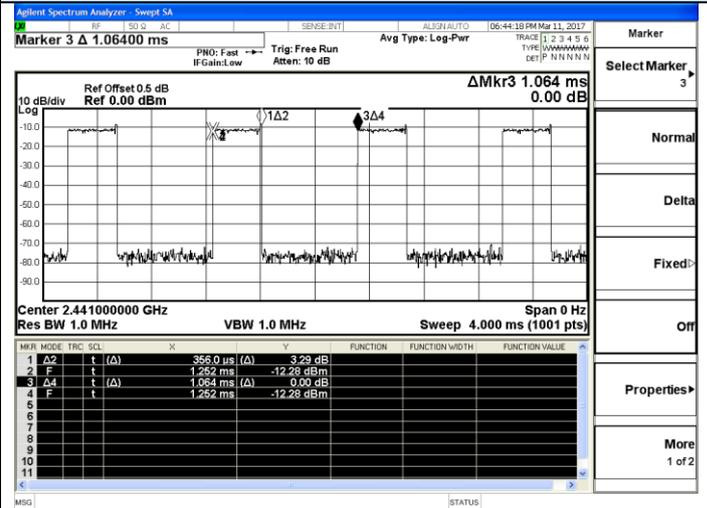 Agilent Spectrum Analyzer - Swept SA
RF 50 Ω AC SENSE:INT ALIGN AUTO 06:44:18 PM Mar 11, 2017
Marker 3 Δ 1.06400 ms
PNO: Fast Trig: Free Run Avg Type: Log-Pwr TRACE 1 2 3 4 5 6
IFGain:Low Atten: 10 dB TYPE
DET P N N N N N
Ref Offset 0.5 dB ΔMkr3 1.064 ms
10 dB/div Ref 0.00 dBm 0.00 dB
Log
1Δ2 3Δ4
-10.0
-20.0
-30.0
-40.0
-50.0
-60.0
-70.0
-80.0
-90.0
Center 2.441000000 GHz Span 0 Hz
Res BW 1.0 MHz VBW 1.0 MHz Sweep 4.000 ms (1001 pts)
MKR MODE TRC SCL X Y FUNCTION FUNCTION WIDTH FUNCTION VALUE
1 Δ2 t (Δ) 356.0 µs (Δ) 3.29 dB
2 F t 1.252 ms -12.28 dBm
3 Δ4 t (Δ) 1.064 ms (Δ) 0.00 dB
4 F t 1.252 ms -12.28 dBm
5
6
7
8
9
10
11
MSG STATUS
Marker
Select Marker
3
Normal
Delta
Fixed
Off
Properties
More
1 of 2